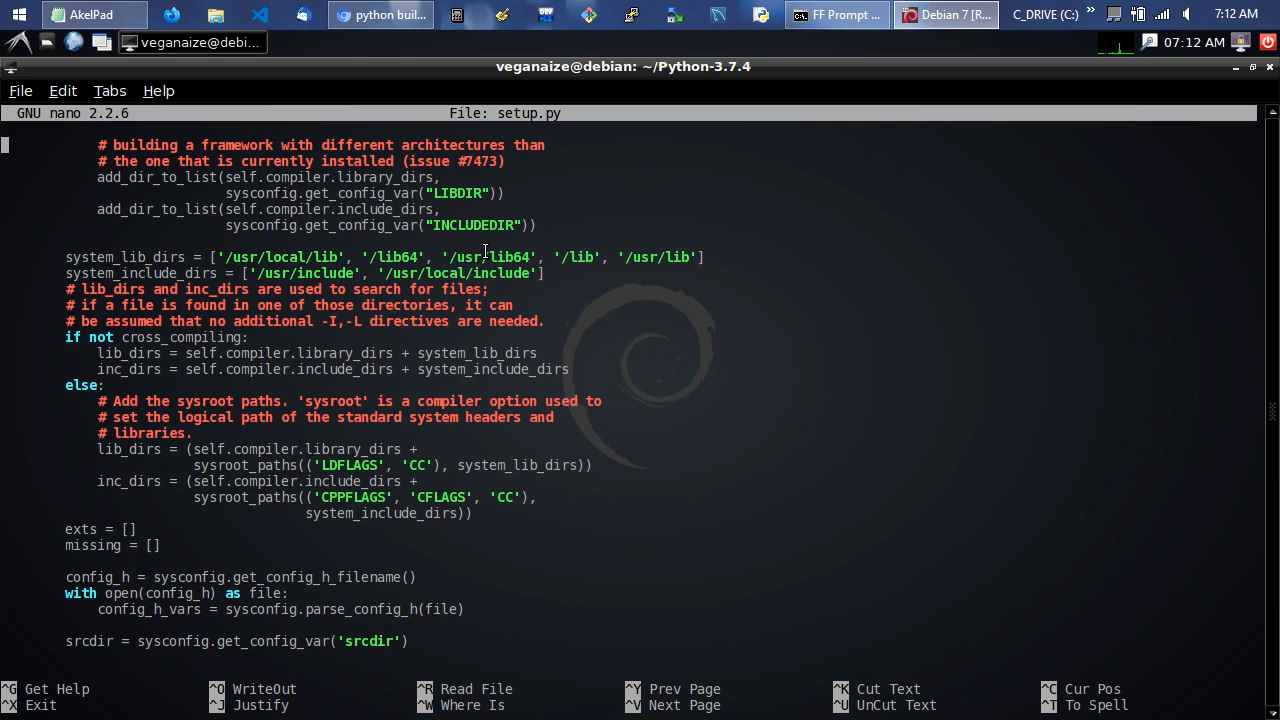 AkelPad
python buil...
FF Prompt ...
Debian 7 [R...
C_DRIVE (C:)
7:12 AM
veganaize@debi...
07:12 AM
veganaize@debian: ~/Python-3.7.4
File Edit Tabs Help
GNU nano 2.2.6 File: setup.py
# building a framework with different architectures than
# the one that is currently installed (issue #7473)
add_dir_to_list(self.compiler.library_dirs,
sysconfig.get_config_var("LIBDIR"))
add_dir_to_list(self.compiler.include_dirs,
sysconfig.get_config_var("INCLUDEDIR"))
system_lib_dirs = ['/usr/local/lib', '/lib64', '/usr/lib64', '/lib', '/usr/lib']
system_include_dirs = ['/usr/include', '/usr/local/include']
# lib_dirs and inc_dirs are used to search for files;
# if a file is found in one of those directories, it can
# be assumed that no additional -I,-L directives are needed.
if not cross_compiling:
lib_dirs = self.compiler.library_dirs + system_lib_dirs
inc_dirs = self.compiler.include_dirs + system_include_dirs
else:
# Add the sysroot paths. 'sysroot' is a compiler option used to
# set the logical path of the standard system headers and
# libraries.
lib_dirs = (self.compiler.library_dirs +
sysroot_paths(('LDFLAGS', 'CC'), system_lib_dirs))
inc_dirs = (self.compiler.include_dirs +
sysroot_paths(('CPPFLAGS', 'CFLAGS', 'CC'),
system_include_dirs))
exts = []
missing = []
config_h = sysconfig.get_config_h_filename()
with open(config_h) as file:
config_h_vars = sysconfig.parse_config_h(file)
srcdir = sysconfig.get_config_var('srcdir')
^G Get Help ^O WriteOut ^R Read File ^Y Prev Page ^K Cut Text ^C Cur Pos
^X Exit ^J Justify ^W Where Is ^V Next Page ^U UnCut Text ^T To Spell